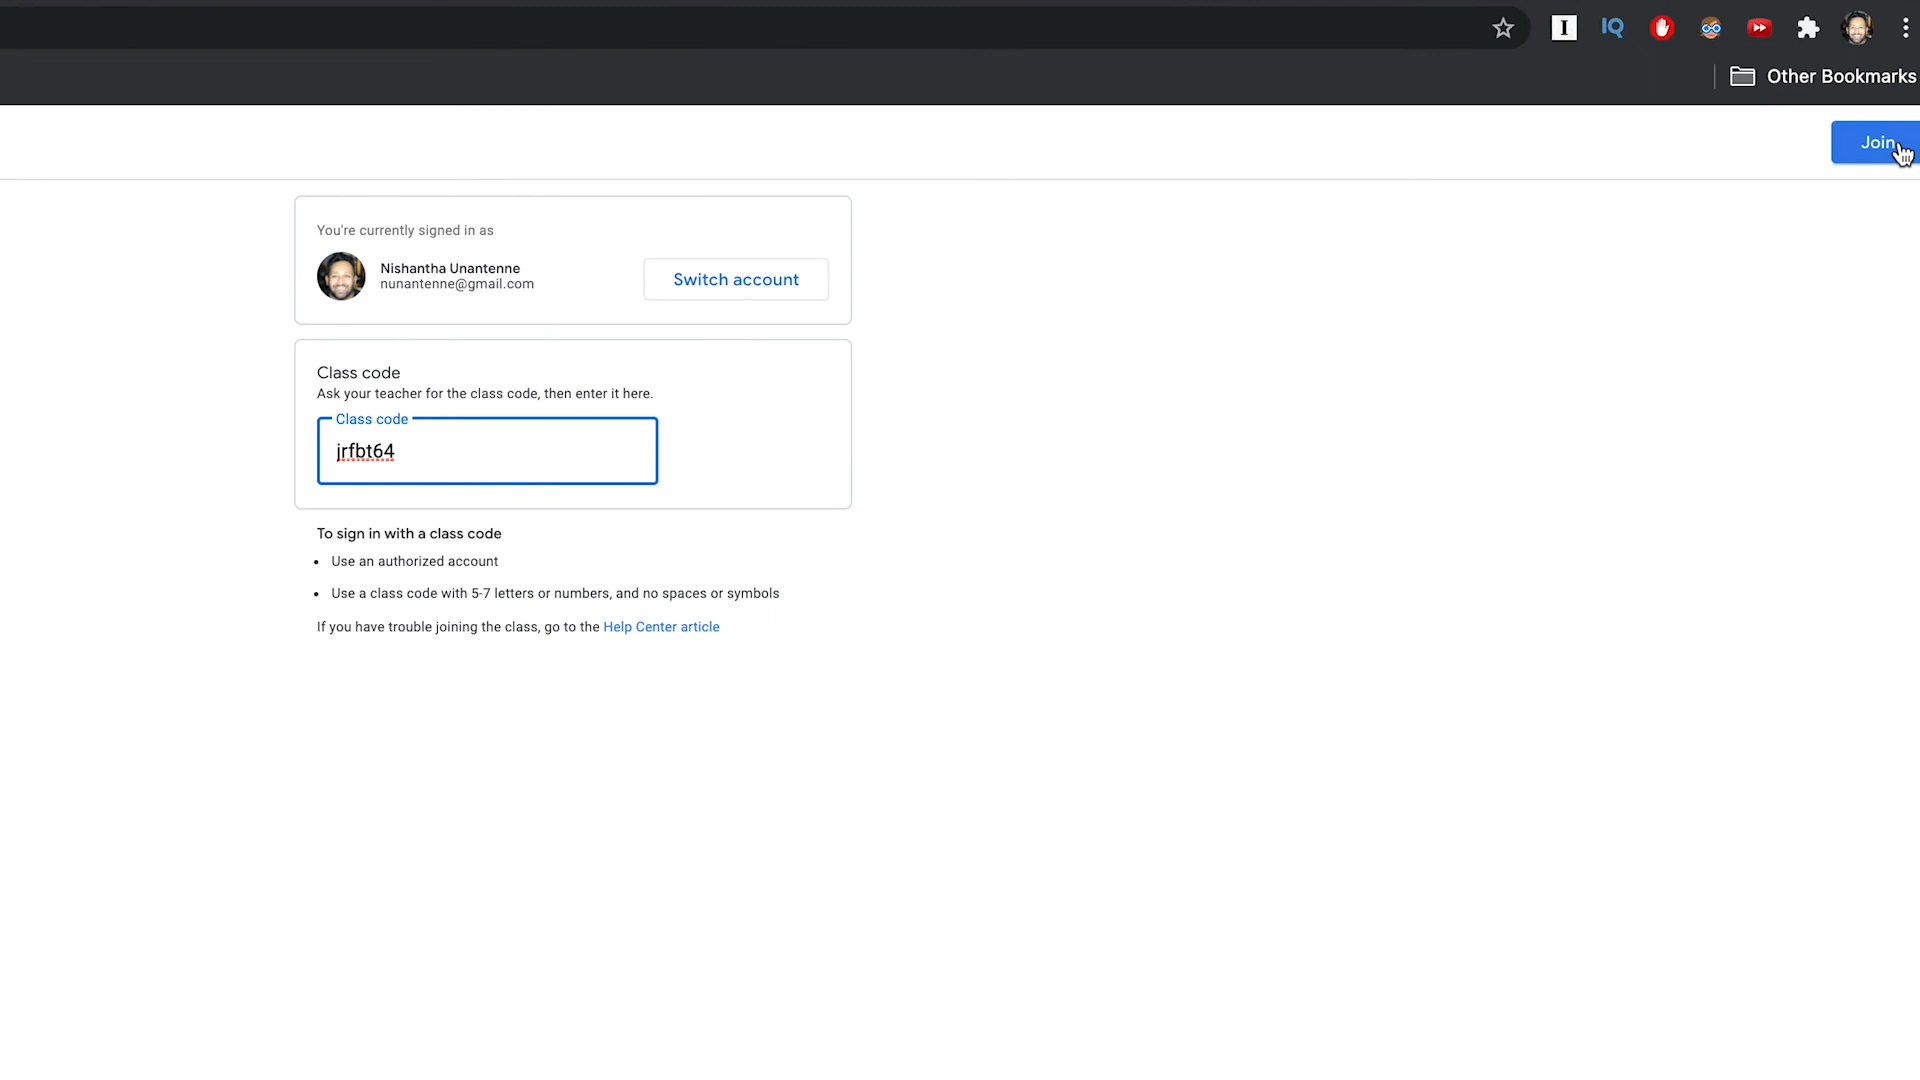 I
IQ
Other Bookmarks
Join
You're currently signed in as
Nishantha Unantenne
nunantenne@gmail.com
Switch account
Class code
Ask your teacher for the class code, then enter it here.
Class code
jrfbt64
To sign in with a class code
• Use an authorized account
• Use a class code with 5-7 letters or numbers, and no spaces or symbols
If you have trouble joining the class, go to the Help Center article